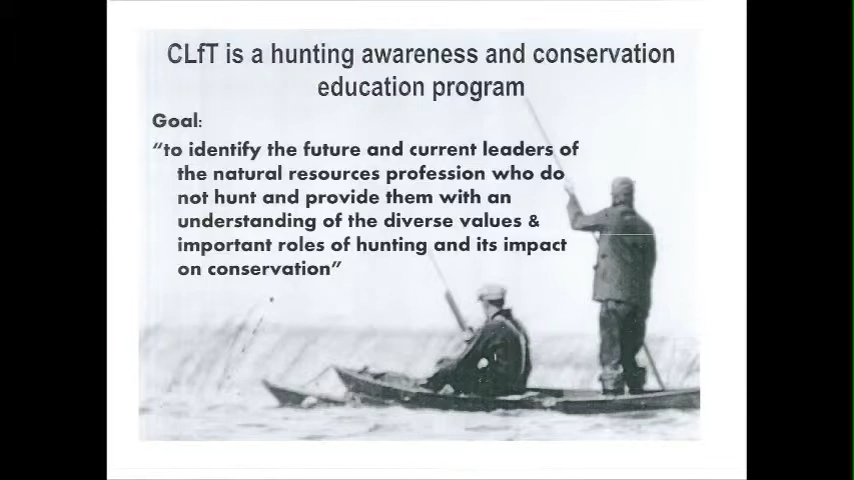 CLfT is a hunting awareness and conservation
education program
Goal:
“to identify the future and current leaders of
the natural resources profession who do
not hunt and provide them with an
understanding of the diverse values &
important roles of hunting and its impact
on conservation”